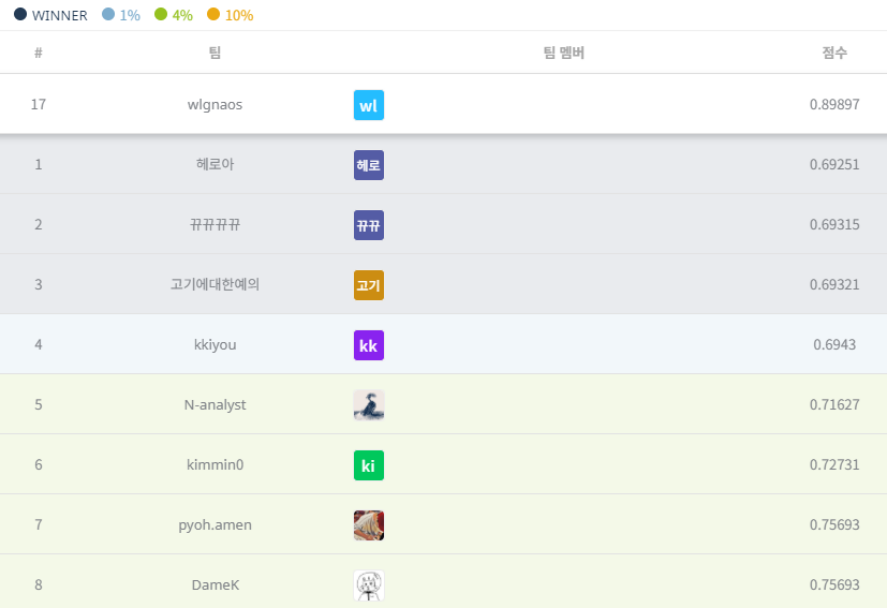 WINNER 1% 4% 10%
# 팀 팀 멤버 점수
17 wlgnaos wl 0.89897
1 헤로아 헤로 0.69251
2 뀨뀨뀨뀨 뀨뀨 0.69315
3 고기에대한예의 고기 0.69321
4 kkiyou kk 0.6943
5 N-analyst 0.71627
6 kimmin0 ki 0.72731
7 pyoh.amen 0.75693
8 DameK 0.75693